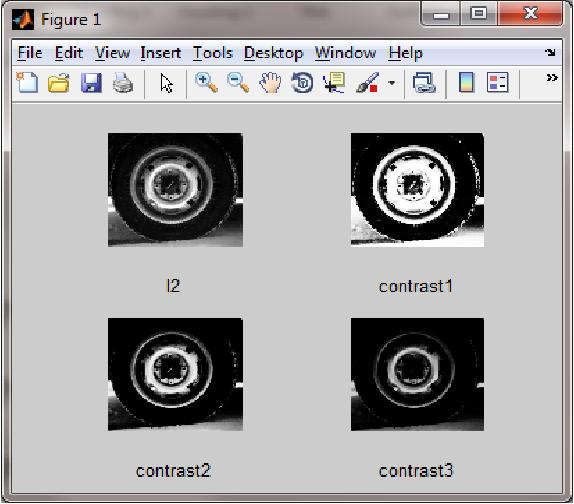 Figure 1
File Edit View Insert Tools Desktop Window Help
I2
contrast1
contrast2
contrast3